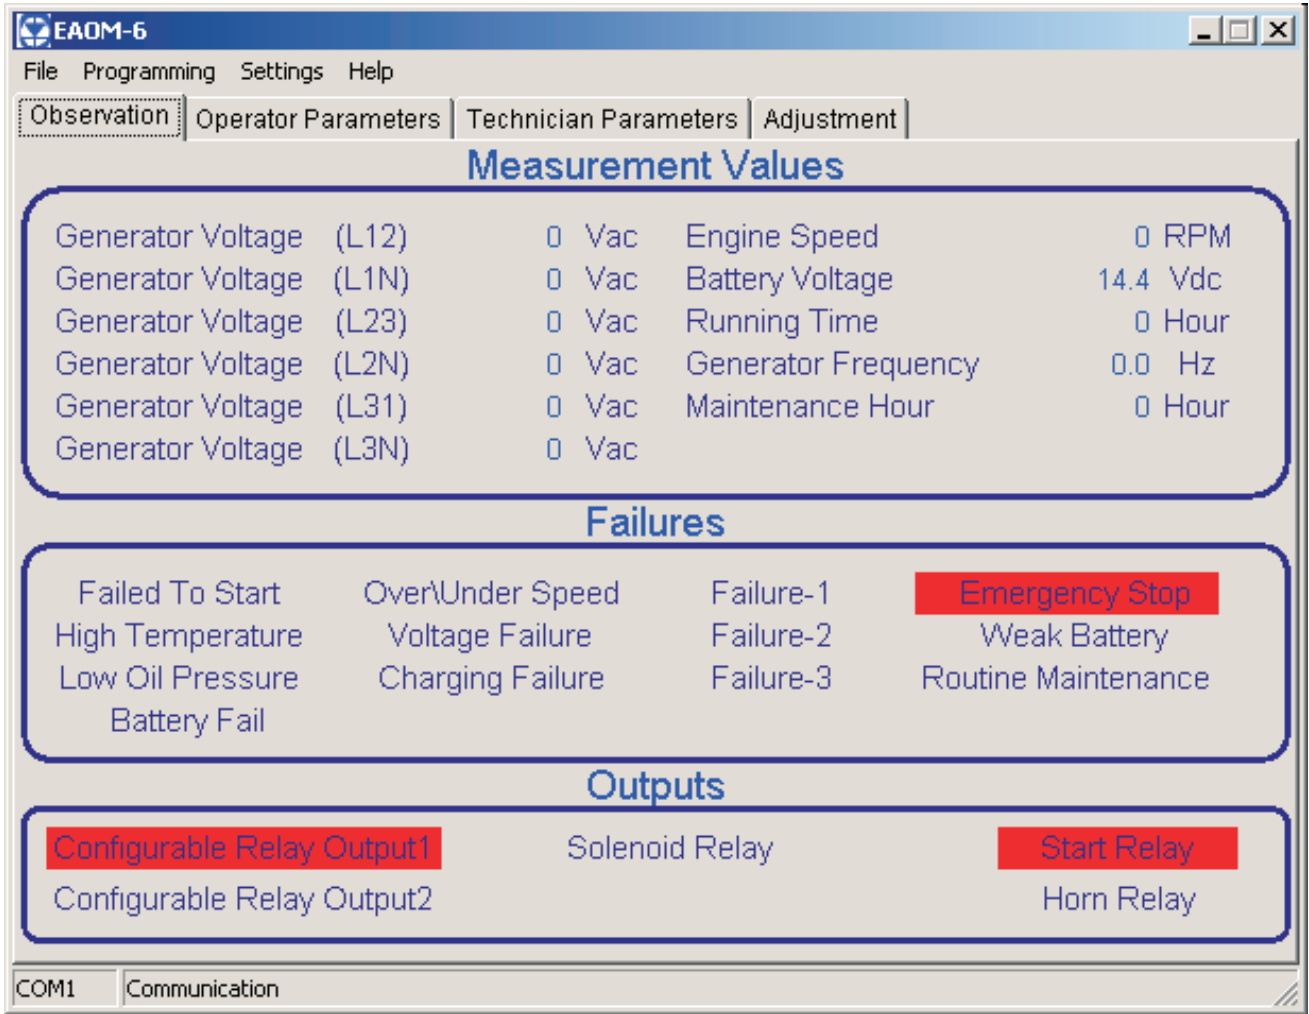 EAOM-6
File Programming Settings Help
Observation Operator Parameters Technician Parameters Adjustment
Measurement Values
Generator Voltage (L12) 0 Vac Engine Speed 0 RPM
Generator Voltage (L1N) 0 Vac Battery Voltage 14.4 Vdc
Generator Voltage (L23) 0 Vac Running Time 0 Hour
Generator Voltage (L2N) 0 Vac Generator Frequency 0.0 Hz
Generator Voltage (L31) 0 Vac Maintenance Hour 0 Hour
Generator Voltage (L3N) 0 Vac
Failures
Failed To Start Over\Under Speed Failure-1 Emergency Stop
High Temperature Voltage Failure Failure-2 Weak Battery
Low Oil Pressure Charging Failure Failure-3 Routine Maintenance
Battery Fail
Outputs
Configurable Relay Output1 Solenoid Relay Start Relay
Configurable Relay Output2 Horn Relay
COM1 Communication